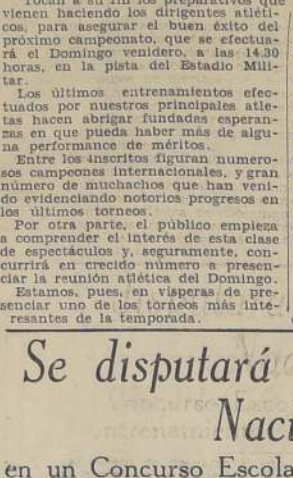 Tocan a su fin los preparativos que
vienen haciendo los dirigentes atléti-
cos, para asegurar el buen éxito del
próximo campeonato, que se efectua-
rá el Domingo venidero, a las 14.30
horas, en la pista del Estadio Mili-
tar.
Los últimos entrenamientos efec-
tuados por nuestros principales atle-
tas hacen abrigar fundadas esperan-
zas en que pueda haber más de algu-
na performance de méritos.
Entre los inscritos figuran numero-
sos campeones internacionales, y gran
número de muchachos que han veni-
do evidenciando notorios progresos en
los últimos torneos.
Por otra parte, el público empieza
a comprender el interés de esta clase
de espectáculos y, seguramente, con-
currirá en crecido número a presen-
ciar la reunión atlética del Domingo.
Estamos, pues, en vísperas de pre-
senciar uno de los torneos más inte-
resantes de la temporada.
Se disputará
Naci
en un Concurso Escola